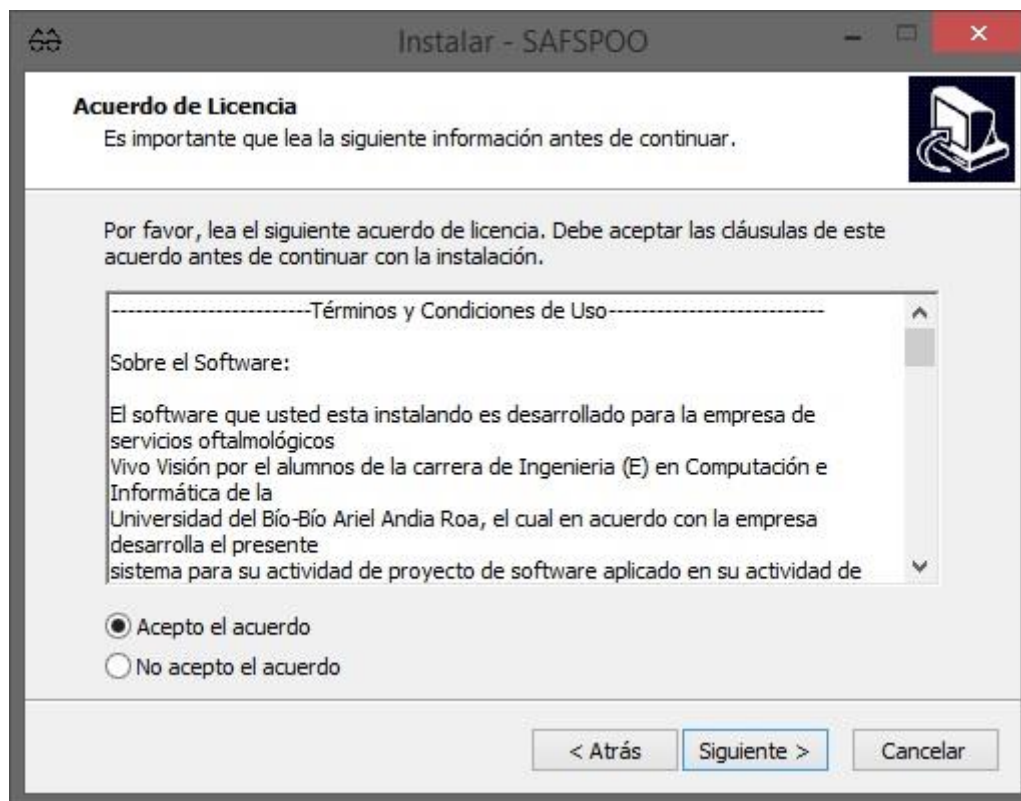 Instalar - SAFSPOO
Acuerdo de Licencia
Es importante que lea la siguiente información antes de continuar.
Por favor, lea el siguiente acuerdo de licencia. Debe aceptar las cláusulas de este
acuerdo antes de continuar con la instalación.
-------------------------Términos y Condiciones de Uso---------------------------
Sobre el Software:
El software que usted esta instalando es desarrollado para la empresa de
servicios oftalmológicos
Vivo Visión por el alumnos de la carrera de Ingenieria (E) en Computación e
Informática de la
Universidad del Bío-Bío Ariel Andia Roa, el cual en acuerdo con la empresa
desarrolla el presente
sistema para su actividad de proyecto de software aplicado en su actividad de
Acepto el acuerdo
No acepto el acuerdo
< Atrás
Siguiente >
Cancelar